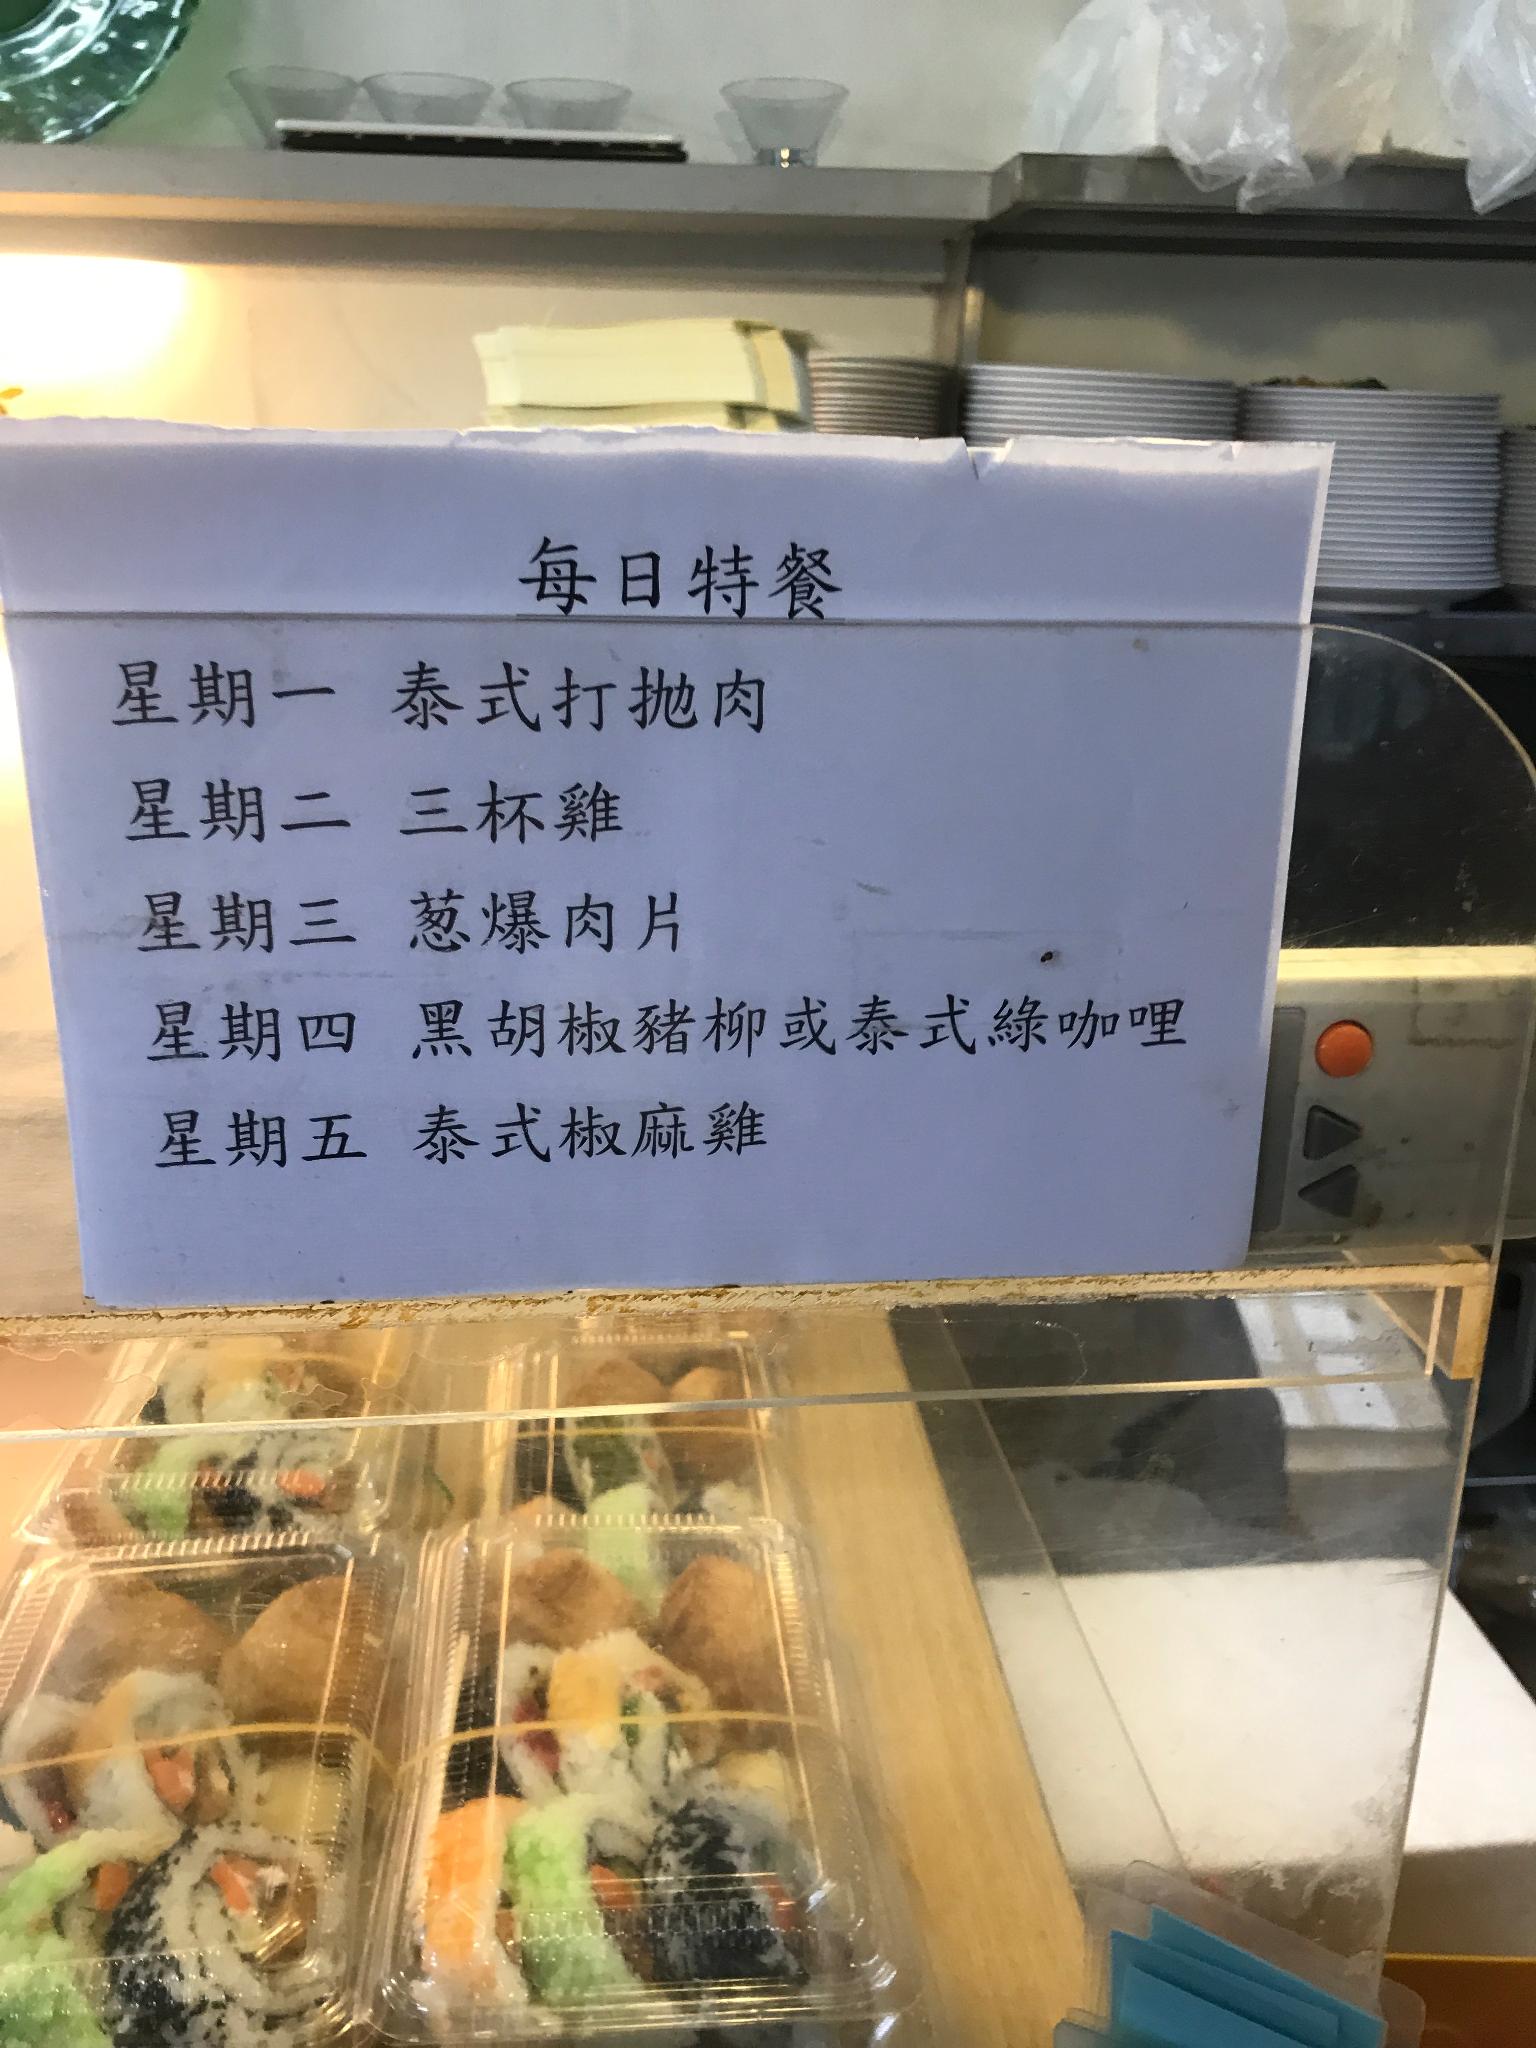 每日特餐
星期一 泰式打拋肉
星期二 三杯雞
星期三 葱爆肉片
星期四 黑胡椒豬柳或泰式綠咖哩
星期五 泰式椒麻雞